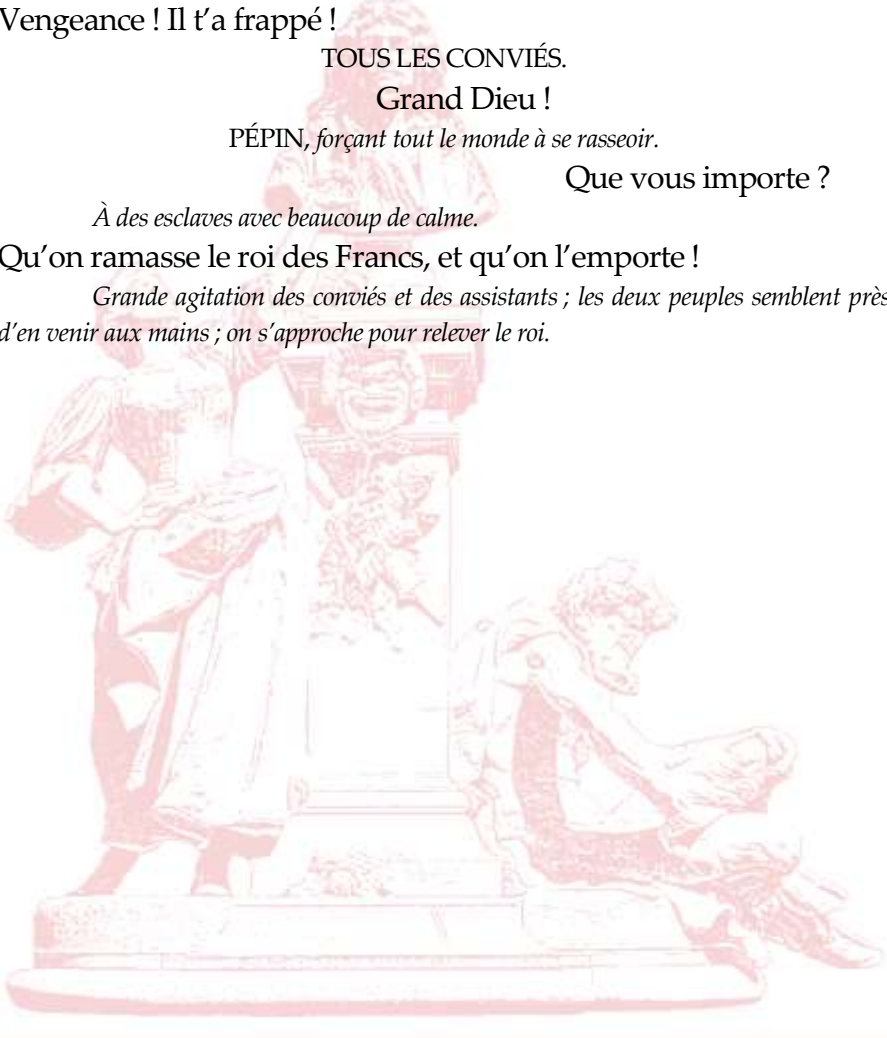 Vengeance ! Il t'a frappé !
TOUS LES CONVIÉS.
Grand Dieu !
PÉPIN, forçant tout le monde à se rasseoir.
Que vous importe ?
À des esclaves avec beaucoup de calme.
Qu'on ramasse le roi des Francs, et qu'on l'emporte !
Grande agitation des conviés et des assistants ; les deux peuples semblent près
d'en venir aux mains ; on s'approche pour relever le roi.